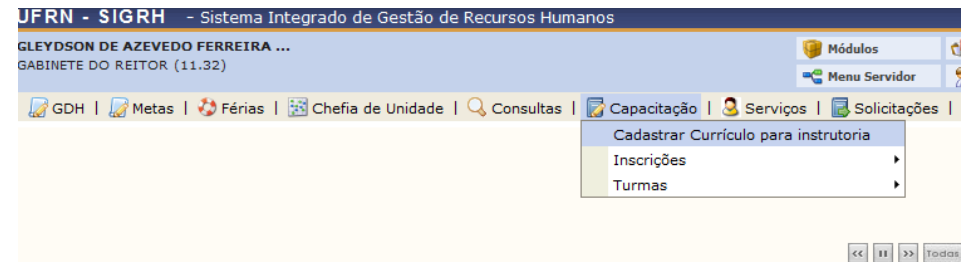 UFRN - SIGRH - Sistema Integrado de Gestão de Recursos Humanos
GLEYDSON DE AZEVEDO FERREIRA ...
GABINETE DO REITOR (11.32)
Módulos
Menu Servidor
GDH | Metas | Férias | Chefia de Unidade | Consultas | Capacitação | Serviços | Solicitações |
Cadastrar Currículo para instrutoria
Inscrições
Turmas
<< II >> Todas